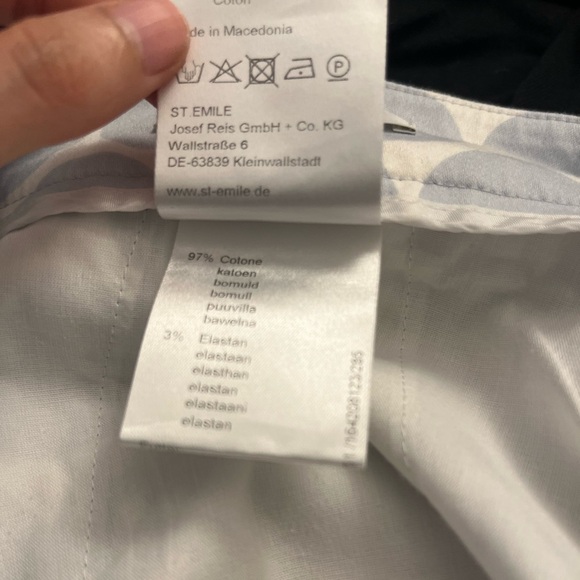 Coton
de in Macedonia
P
ST.EMILE
Josef Reis GmbH + Co. KG
Wallstraße 6
DE-63839 Kleinwallstadt
www.st-emile.de
97% Cotone
katoen
bomuld
bomull
puuvilla
bawełna
3% Elastan
elastaan
elasthan
elastan
elastaani
elastan